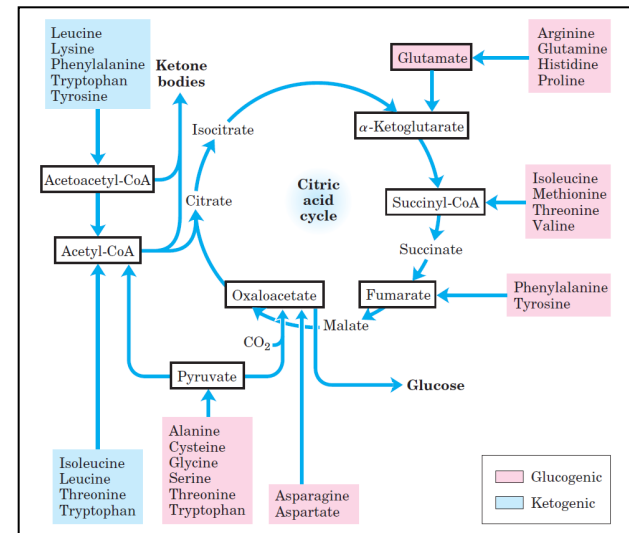 Leucine
Lysine
Phenylalanine
Tryptophan
Tyrosine
Ketone
bodies
Glutamate
Arginine
Glutamine
Histidine
Proline
Isocitrate
α-Ketoglutarate
Acetoacetyl-CoA
Citrate
Citric
acid
cycle
Succinyl-CoA
Isoleucine
Methionine
Threonine
Valine
Acetyl-CoA
Succinate
Oxaloacetate
Fumarate
Phenylalanine
Tyrosine
Malate
CO₂
Pyruvate
Glucose
Isoleucine
Leucine
Threonine
Tryptophan
Alanine
Cysteine
Glycine
Serine
Threonine
Tryptophan
Asparagine
Aspartate
Glucogenic
Ketogenic